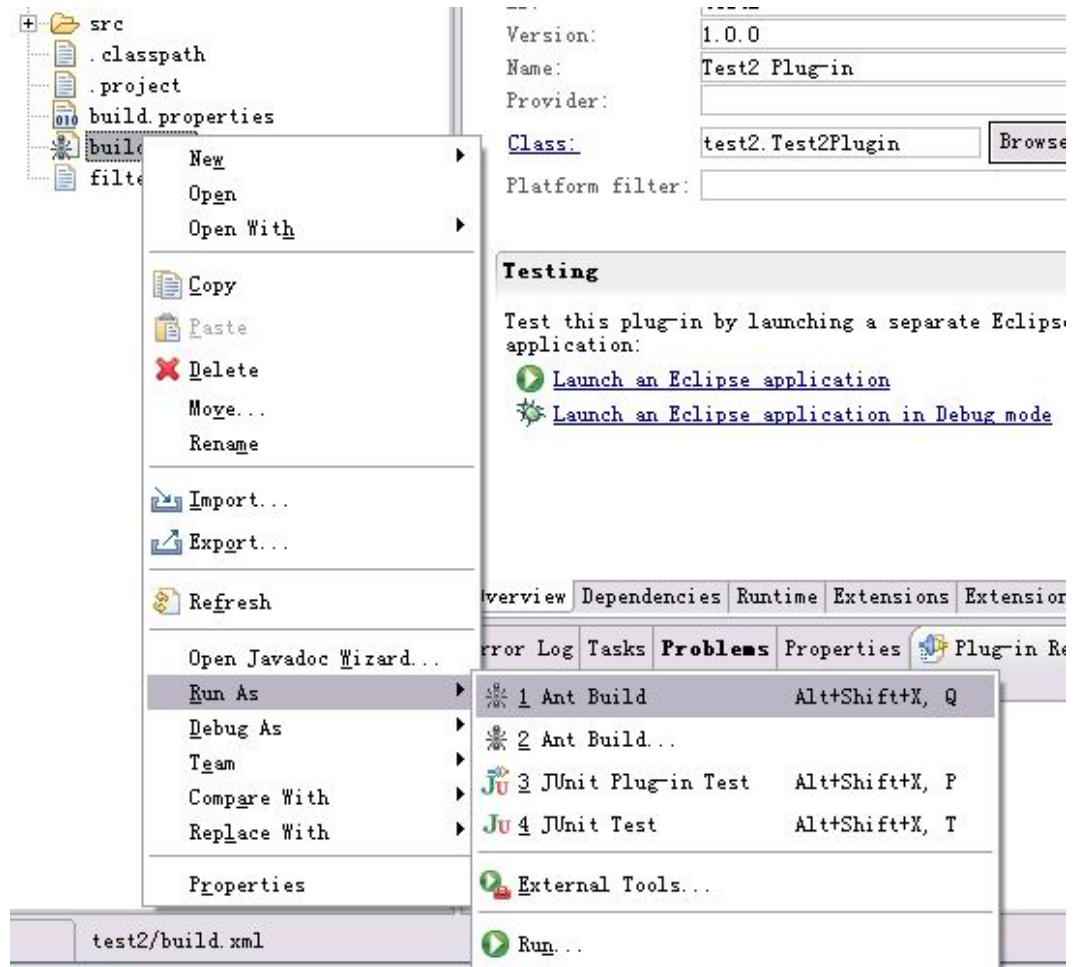 src
.classpath
.project
build.properties
New
Open
Open With
Copy
Paste
Delete
Move...
Rename
Import...
Export...
Refresh
Open Javadoc Wizard...
Run As
Debug As
Team
Compare With
Replace With
Properties
test2/build.xml
Version: 1.0.0
Name: Test2 Plug-in
Provider:
Class: test2.Test2Plugin Browse
Platform filter:
Testing
Test this plug-in by launching a separate Eclipse
application:
Launch an Eclipse application
Launch an Eclipse application in Debug mode
verview Dependencies Runtime Extensions Extension
rror Log Tasks Problems Properties Plug-in Re
1 Ant Build Alt+Shift+X, Q
2 Ant Build...
3 JUnit Plug-in Test Alt+Shift+X, P
4 JUnit Test Alt+Shift+X, T
External Tools...
Run...